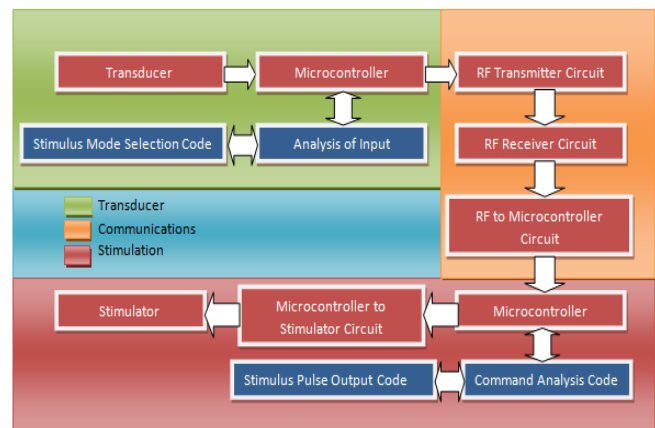 Transducer
Microcontroller
RF Transmitter Circuit
Stimulus Mode Selection Code
Analysis of Input
RF Receiver Circuit
RF to Microcontroller
Circuit
Transducer
Communications
Stimulation
Stimulator
Microcontroller to
Stimulator Circuit
Microcontroller
Stimulus Pulse Output Code
Command Analysis Code